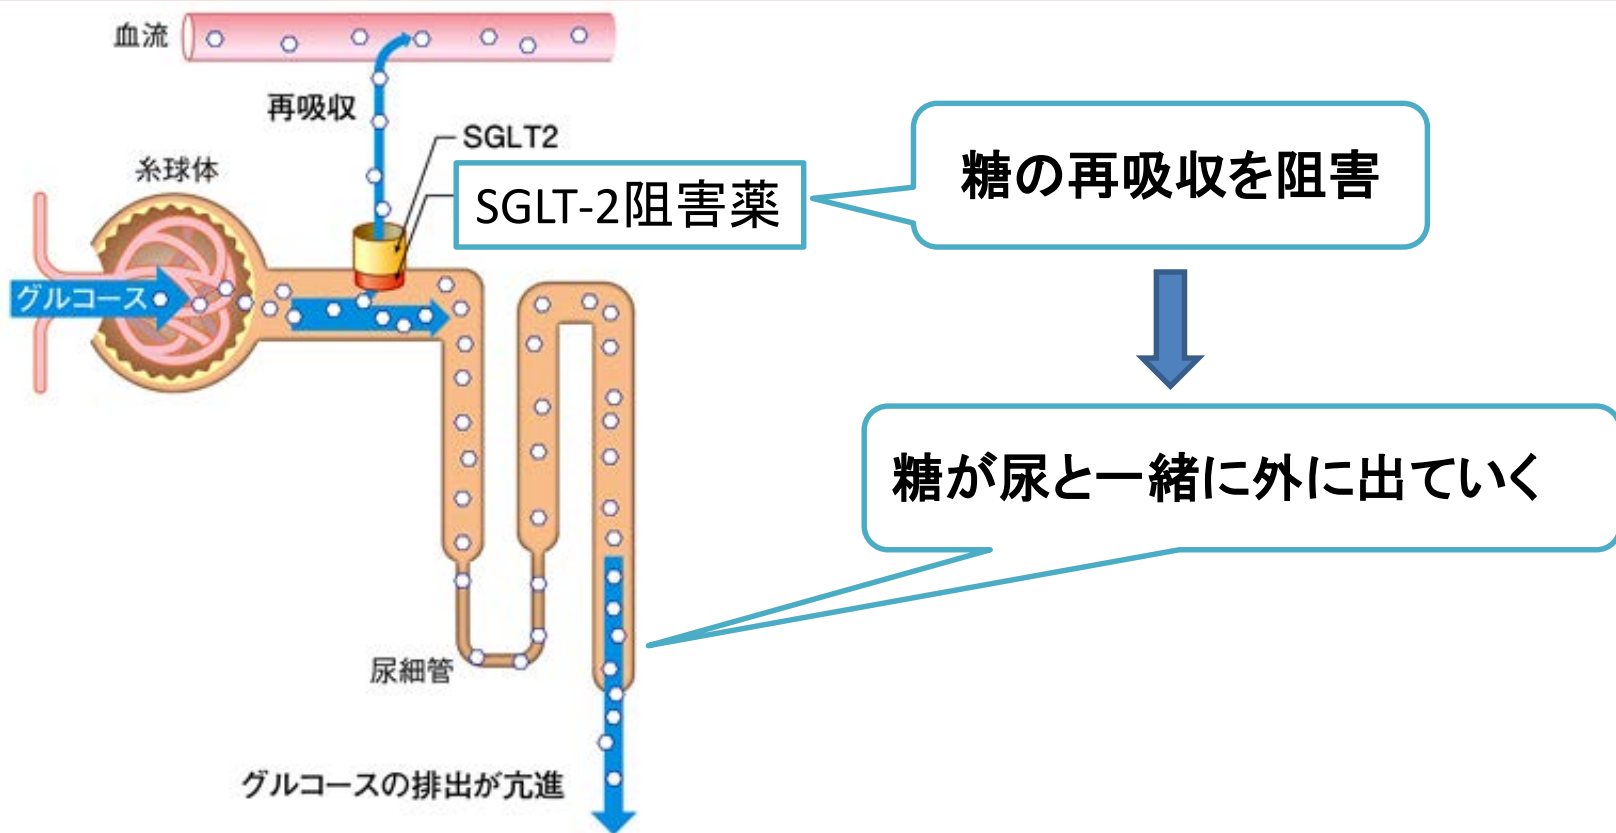 血流
再吸収
SGLT2
糸球体
SGLT-2阻害薬
糖の再吸収を阻害
グルコース
糖が尿と一緒に外に出ていく
尿細管
グルコースの排出が亢進